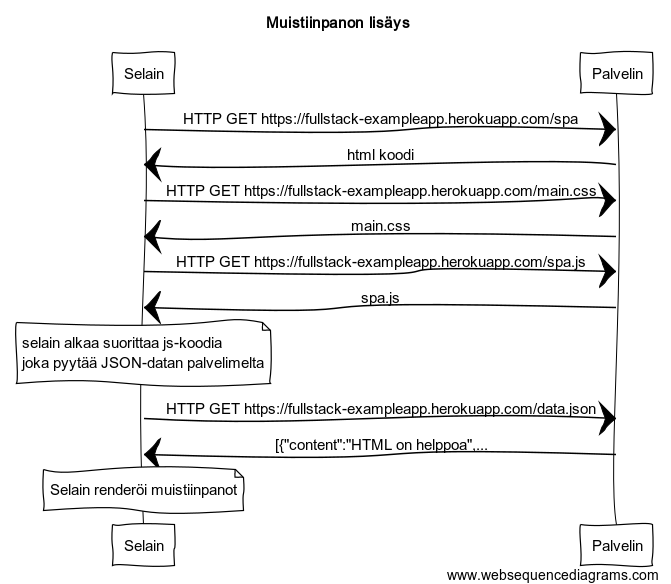 Muistiinpanon lisäys
Selain
Palvelin
HTTP GET https://fullstack-exampleapp.herokuapp.com/spa
html koodi
HTTP GET https://fullstack-exampleapp.herokuapp.com/main.css
main.css
HTTP GET https://fullstack-exampleapp.herokuapp.com/spa.js
spa.js
selain alkaa suorittaa js-koodia
joka pyytää JSON-datan palvelimelta
HTTP GET https://fullstack-exampleapp.herokuapp.com/data.json
[{"content":"HTML on helppoa",...
Selain renderöi muistiinpanot
Selain
Palvelin
www.websequencediagrams.com